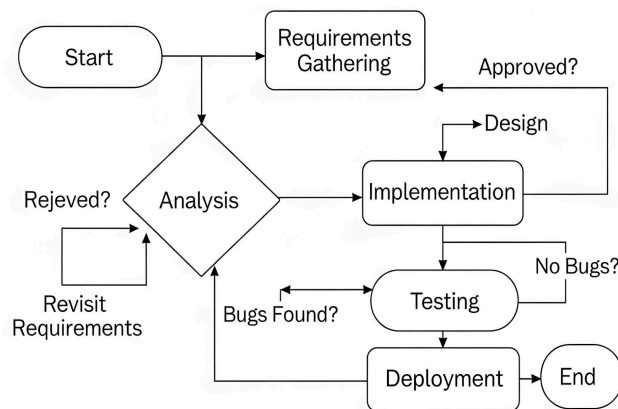 Start
Requirements
Gathering
Approved?
Design
Analysis
Implementation
Rejeved?
No Bugs?
Revisit
Requirements
Bugs Found?
Testing
Deployment
End